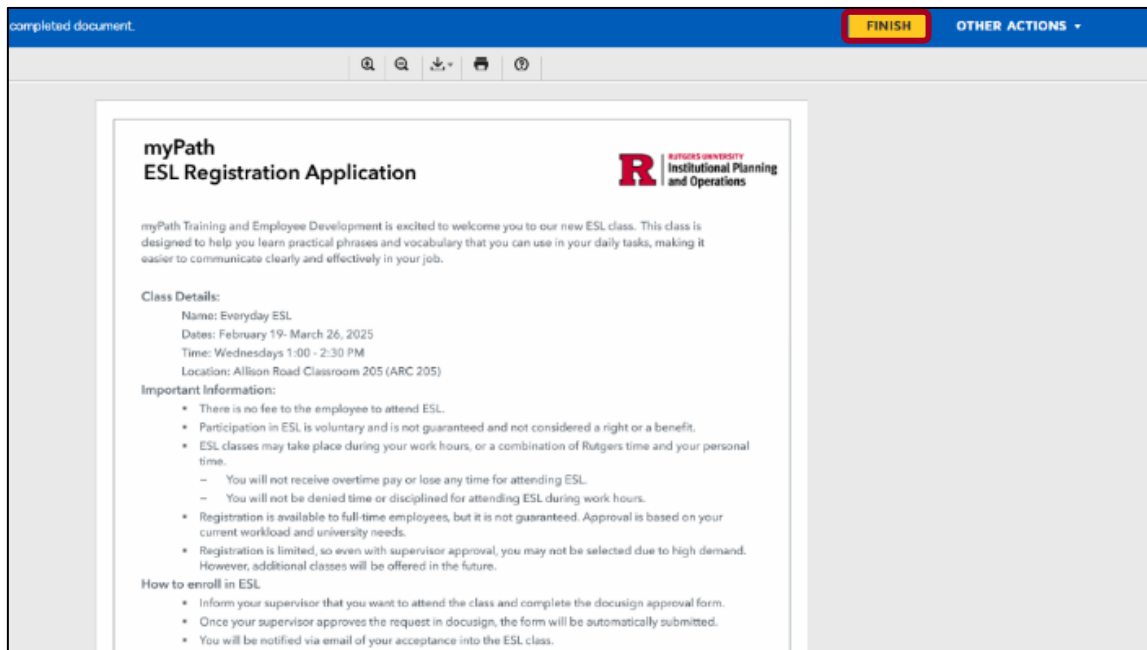 completed document.
FINISH
OTHER ACTIONS
myPath
ESL Registration Application
R
RUTGERS UNIVERSITY
Institutional Planning
and Operations
myPath Training and Employee Development is excited to welcome you to our new ESL class. This class is
designed to help you learn practical phrases and vocabulary that you can use in your daily tasks, making it
easier to communicate clearly and effectively in your job.
Class Details:
Name: Everyday ESL
Dates: February 19- March 26, 2025
Time: Wednesdays 1:00 - 2:30 PM
Location: Allison Road Classroom 205 (ARC 205)
Important Information:
• There is no fee to the employee to attend ESL.
• Participation in ESL is voluntary and is not guaranteed and not considered a right or a benefit.
• ESL classes may take place during your work hours, or a combination of Rutgers time and your personal
time.
– You will not receive overtime pay or lose any time for attending ESL.
– You will not be denied time or disciplined for attending ESL during work hours.
• Registration is available to full-time employees, but it is not guaranteed. Approval is based on your
current workload and university needs.
• Registration is limited, so even with supervisor approval, you may not be selected due to high demand.
However, additional classes will be offered in the future.
How to enroll in ESL
• Inform your supervisor that you want to attend the class and complete the docusign approval form.
• Once your supervisor approves the request in docusign, the form will be automatically submitted.
• You will be notified via email of your acceptance into the ESL class.